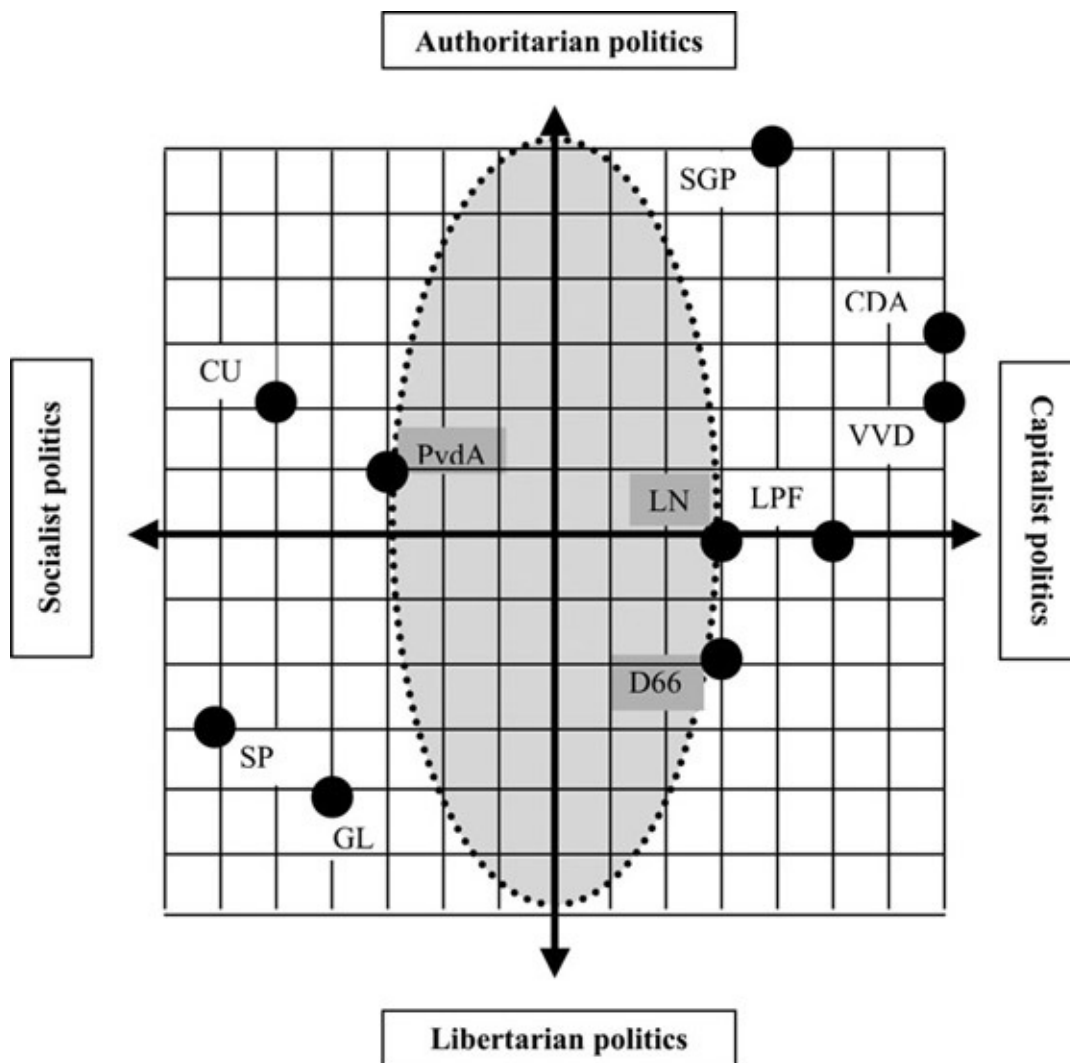 Authoritarian politics
SGP
CDA
CU
VVD
PvdA
LN
LPF
Socialist politics
Capitalist politics
D66
SP
GL
Libertarian politics